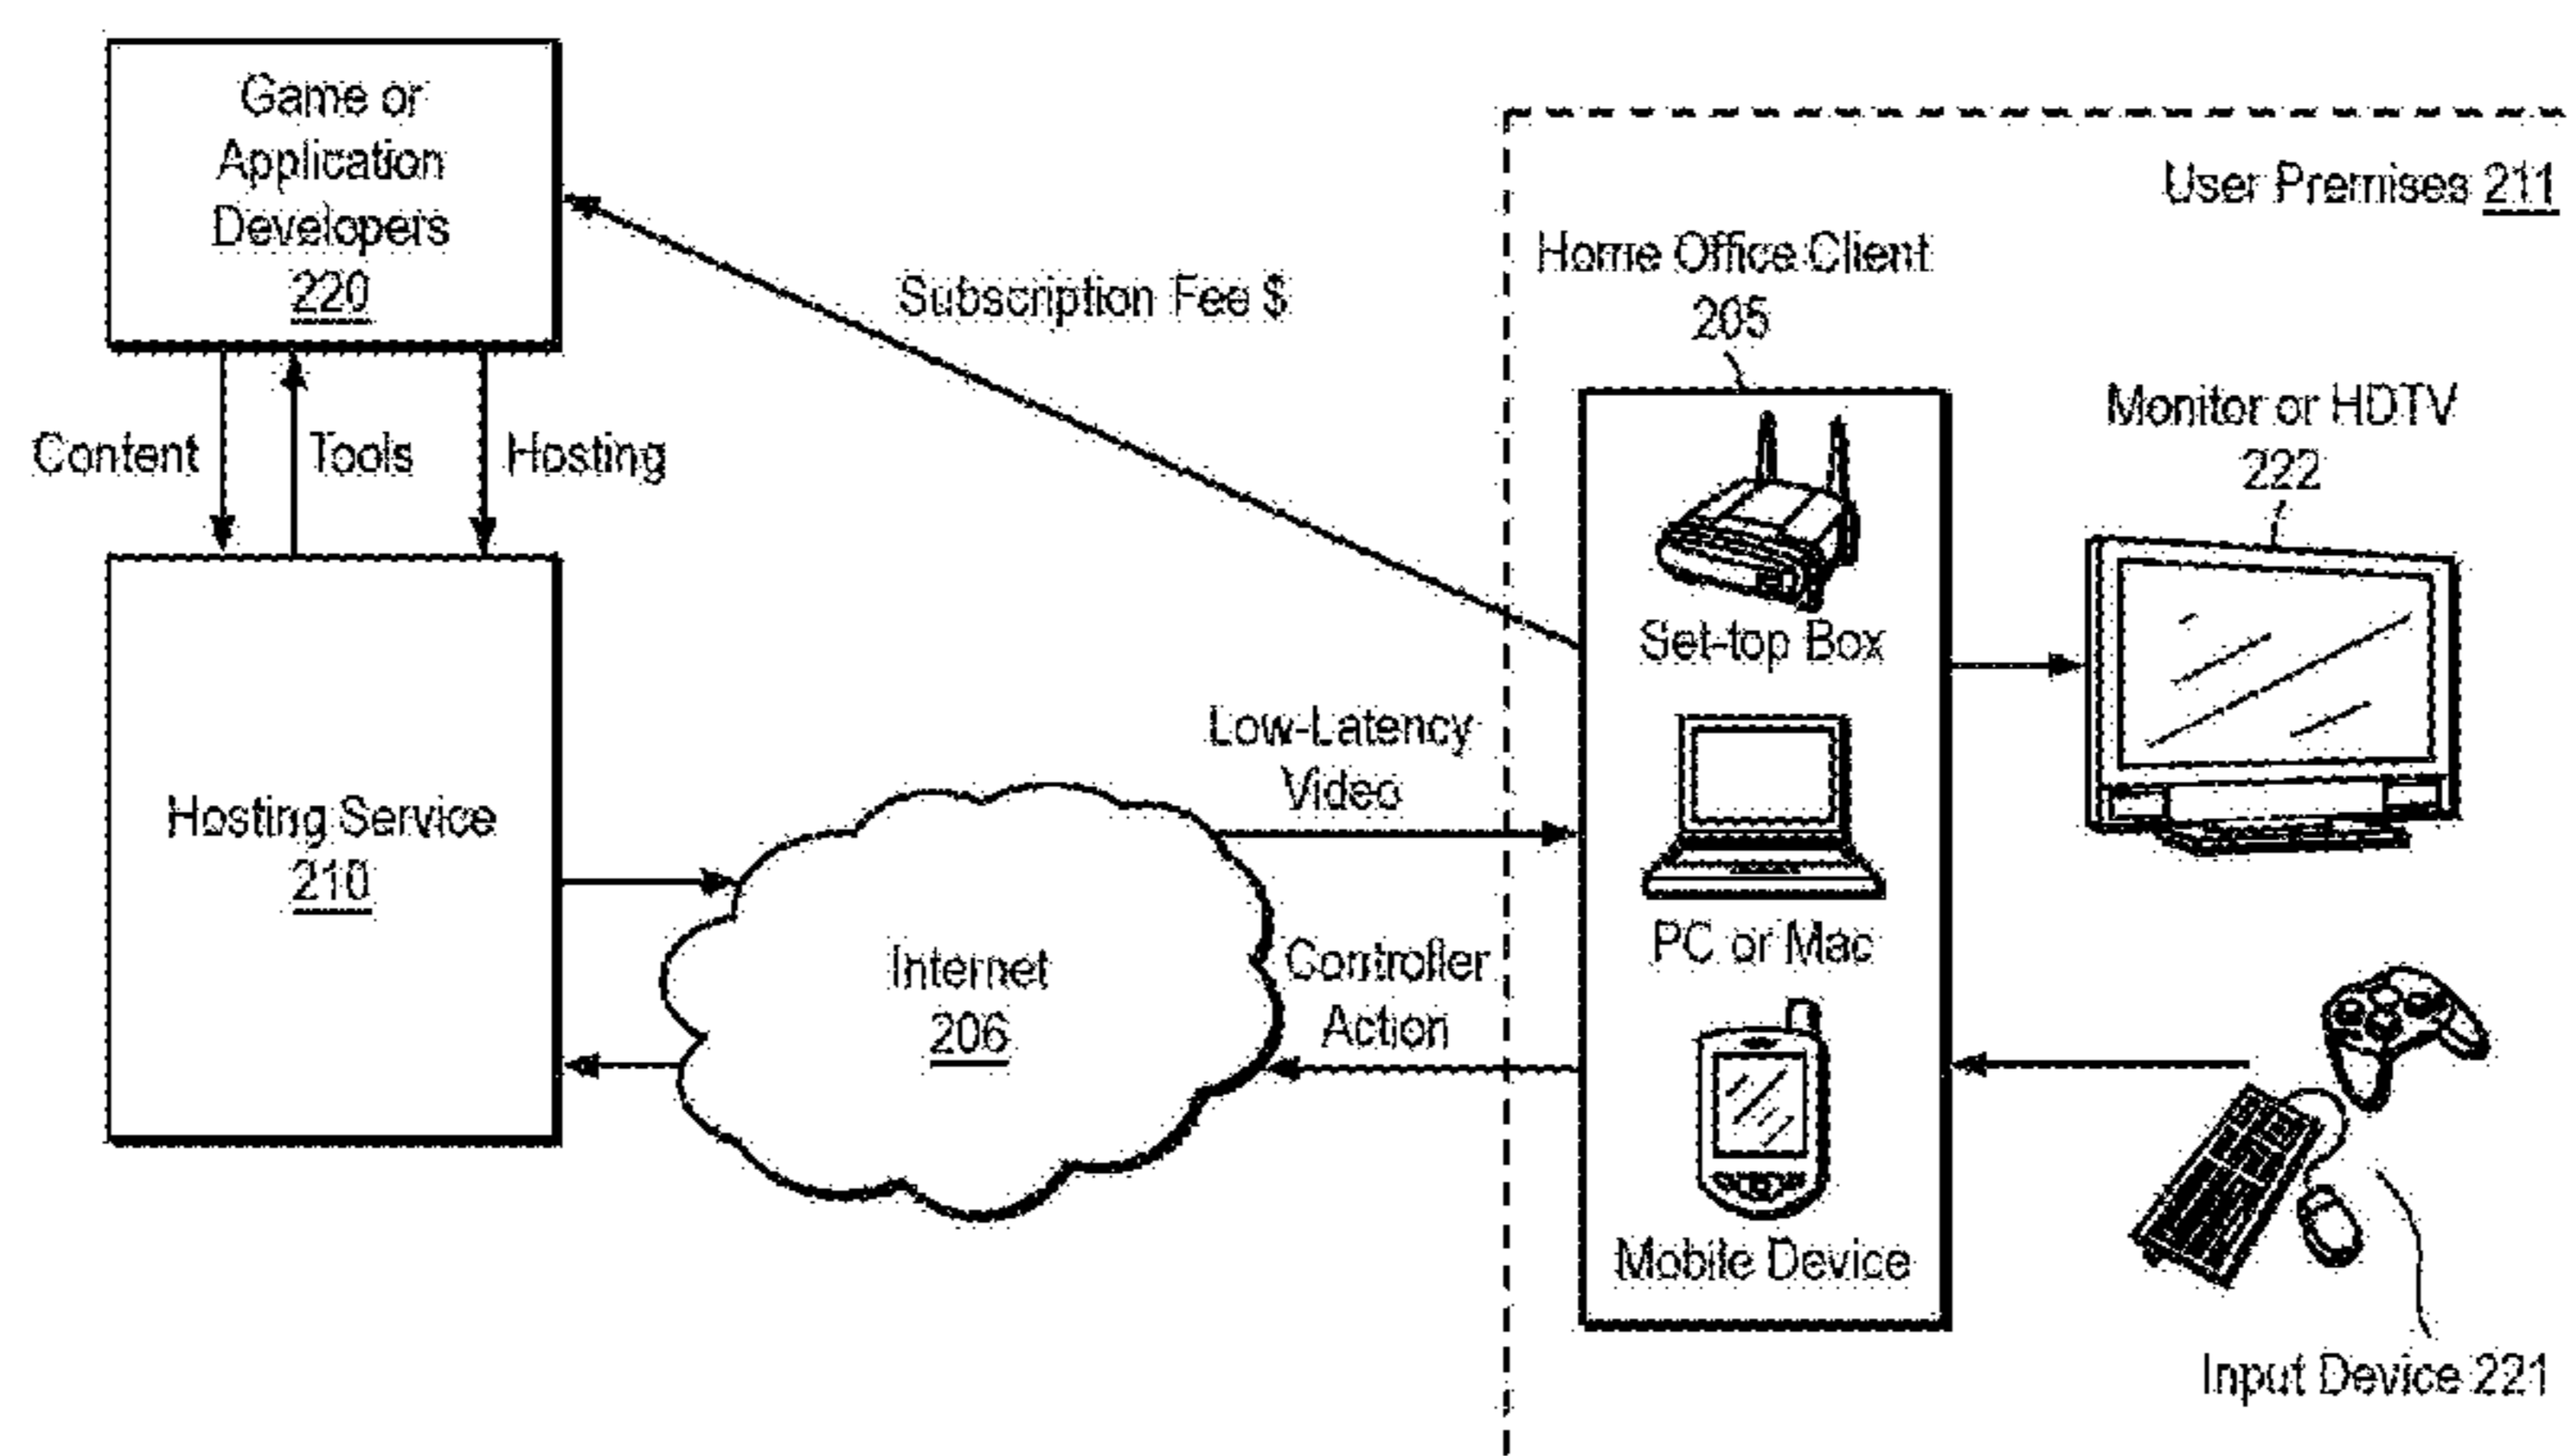 Game or
Application
Developers
220
Subscription Fee $
User Premises 211
Home Office Client
205
Monitor or HDTV
222
Content
Tools
Hosting
Set-top Box
Low-Latency
Video
Hosting Service
210
PC or Mac
Internet
206
Controller
Action
Mobile Device
Input Device 221